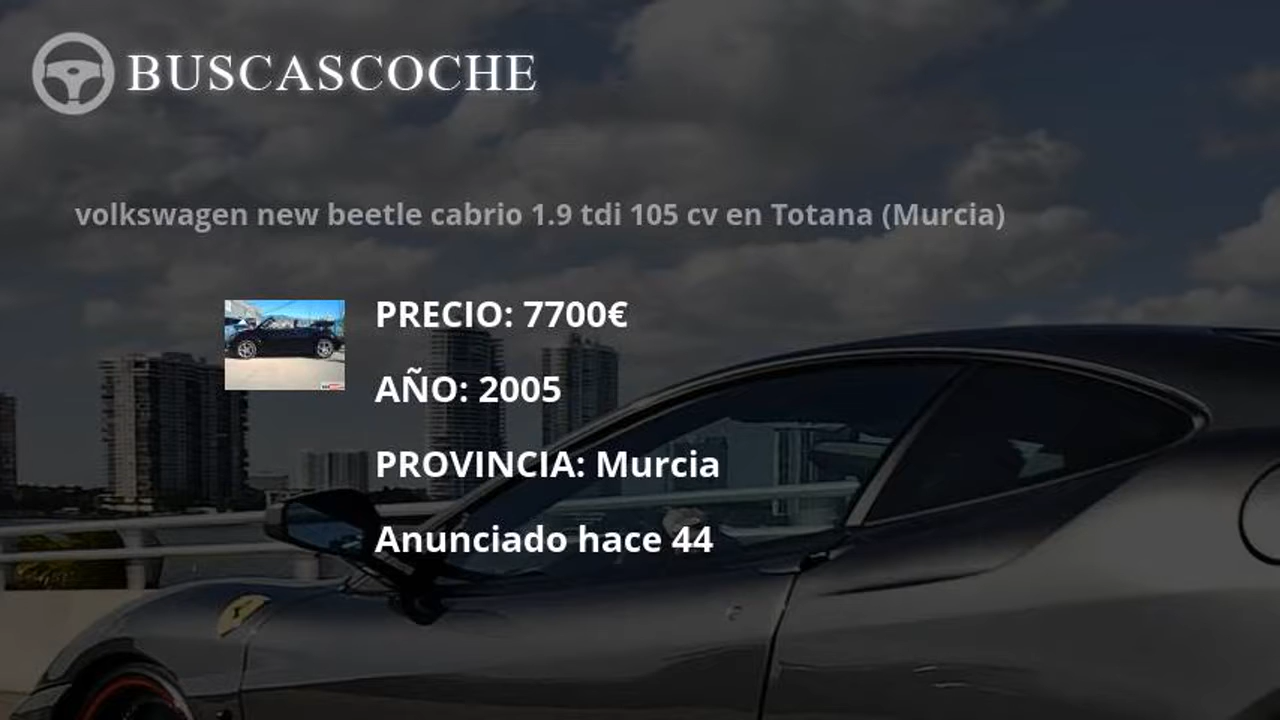 BUSCASCOCHE
volkswagen new beetle cabrio 1.9 tdi 105 cv en Totana (Murcia)
PRECIO: 7700€
AÑO: 2005
PROVINCIA: Murcia
Anunciado hace 44